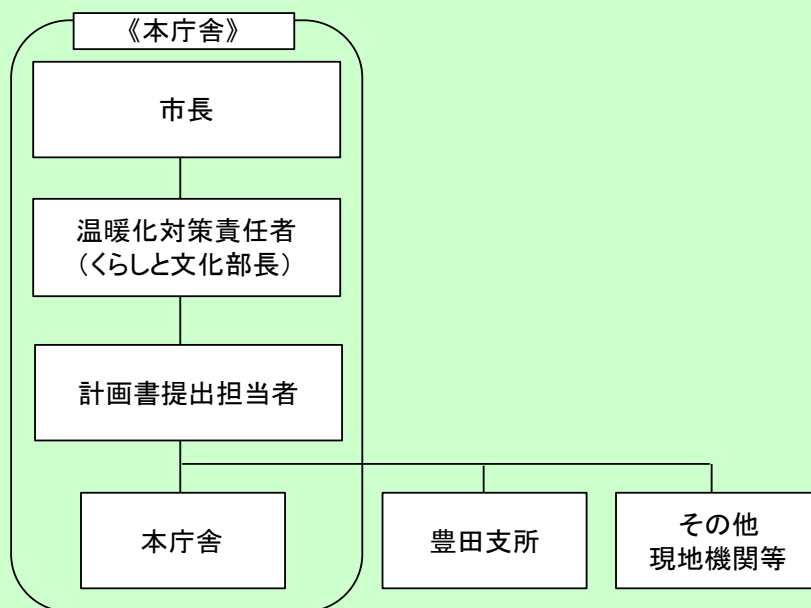 《本庁舎》
市長
温暖化対策責任者
（くらしと文化部長）
計画書提出担当者
本庁舎
豊田支所
その他
現地機関等